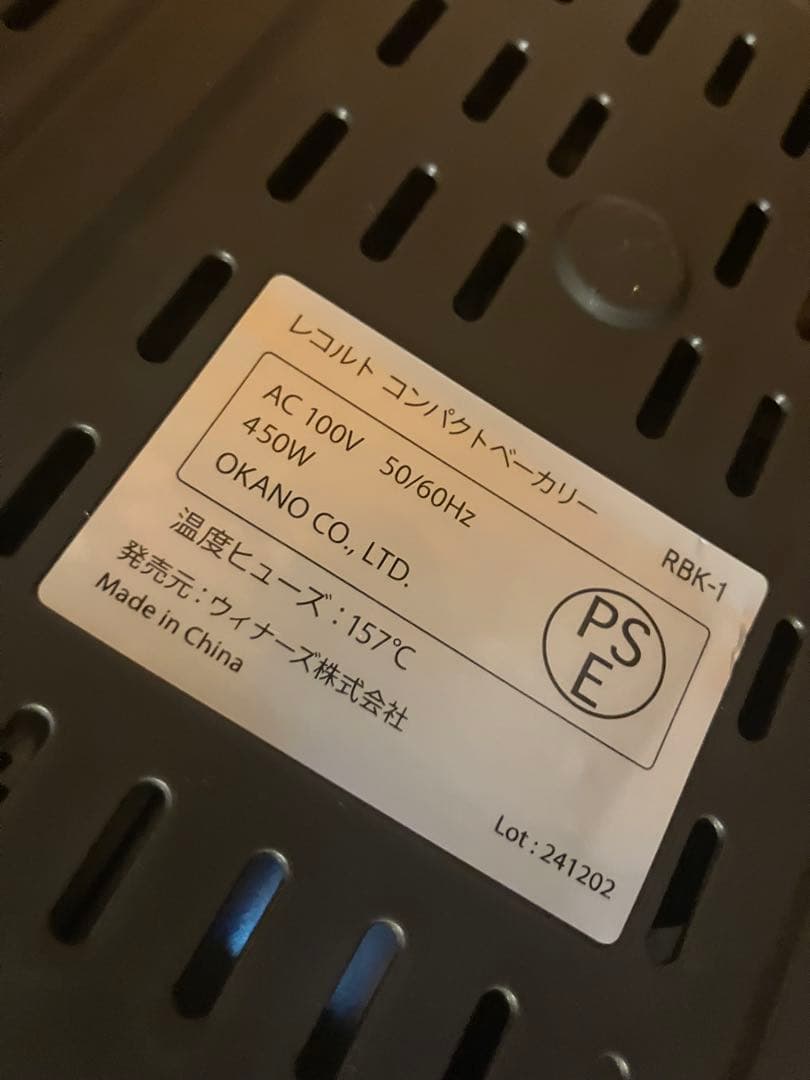 レコルト コンパクトベーカリー RBK-1
AC 100V 50/60Hz
450W
OKANO CO., LTD.
PS
E
温度ヒューズ : 157℃
発売元 : ウィナーズ株式会社
Made in China
Lot : 241202